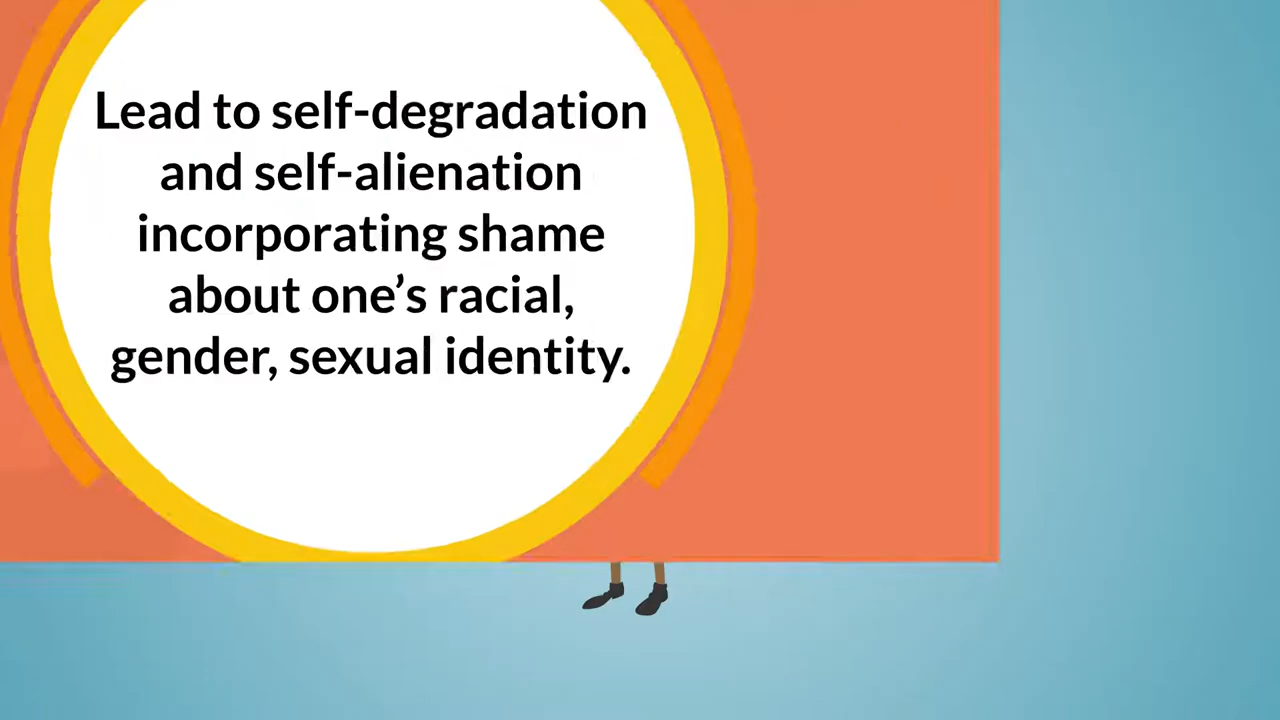 Lead to self-degradation
and self-alienation
incorporating shame
about one’s racial,
gender, sexual identity.